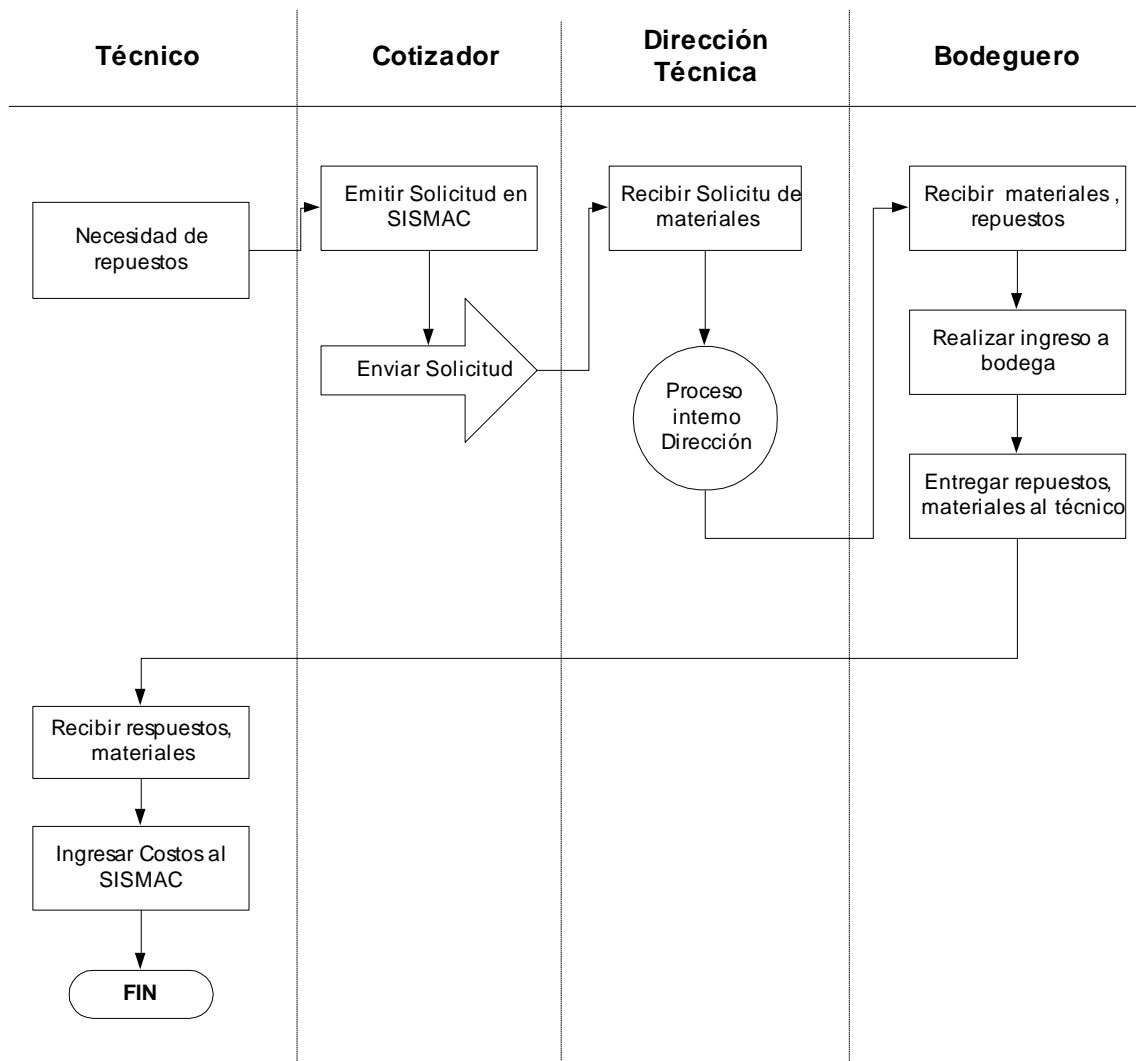 Técnico
Cotizador
Dirección
Técnica
Bodeguero
Necesidad de
repuestos
Emitir Solicitud en
SISMAC
Enviar Solicitud
Recibir Solicitu de
materiales
Proceso
interno
Dirección
Recibir materiales ,
repuestos
Realizar ingreso a
bodega
Entregar repuestos,
materiales al técnico
Recibir respuestos,
materiales
Ingresar Costos al
SISMAC
FIN